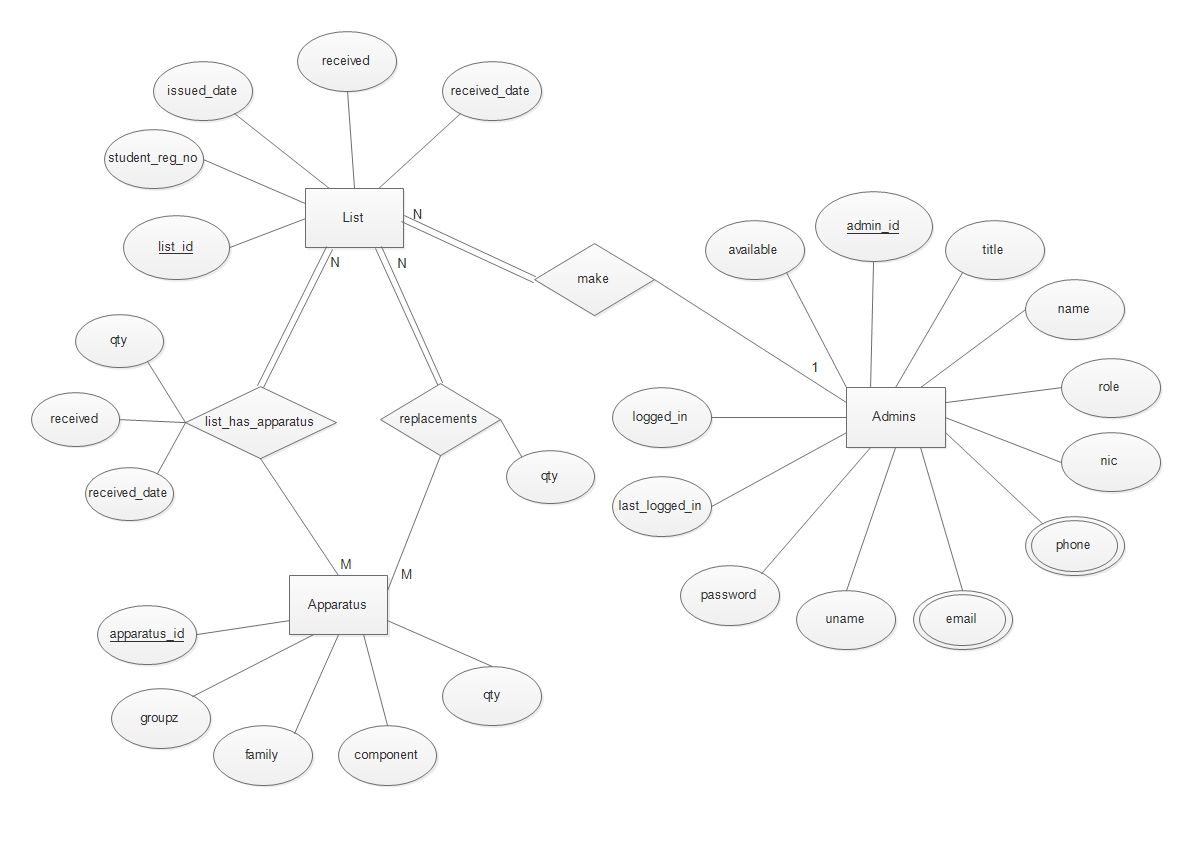 received
issued_date
received_date
student_reg_no
List
N
list_id
N
N
make
available
admin_id
title
name
qty
1
role
received
list_has_apparatus
replacements
logged_in
Admins
nic
received_date
qty
last_logged_in
phone
M
M
Apparatus
password
uname
email
apparatus_id
groupz
qty
family
component